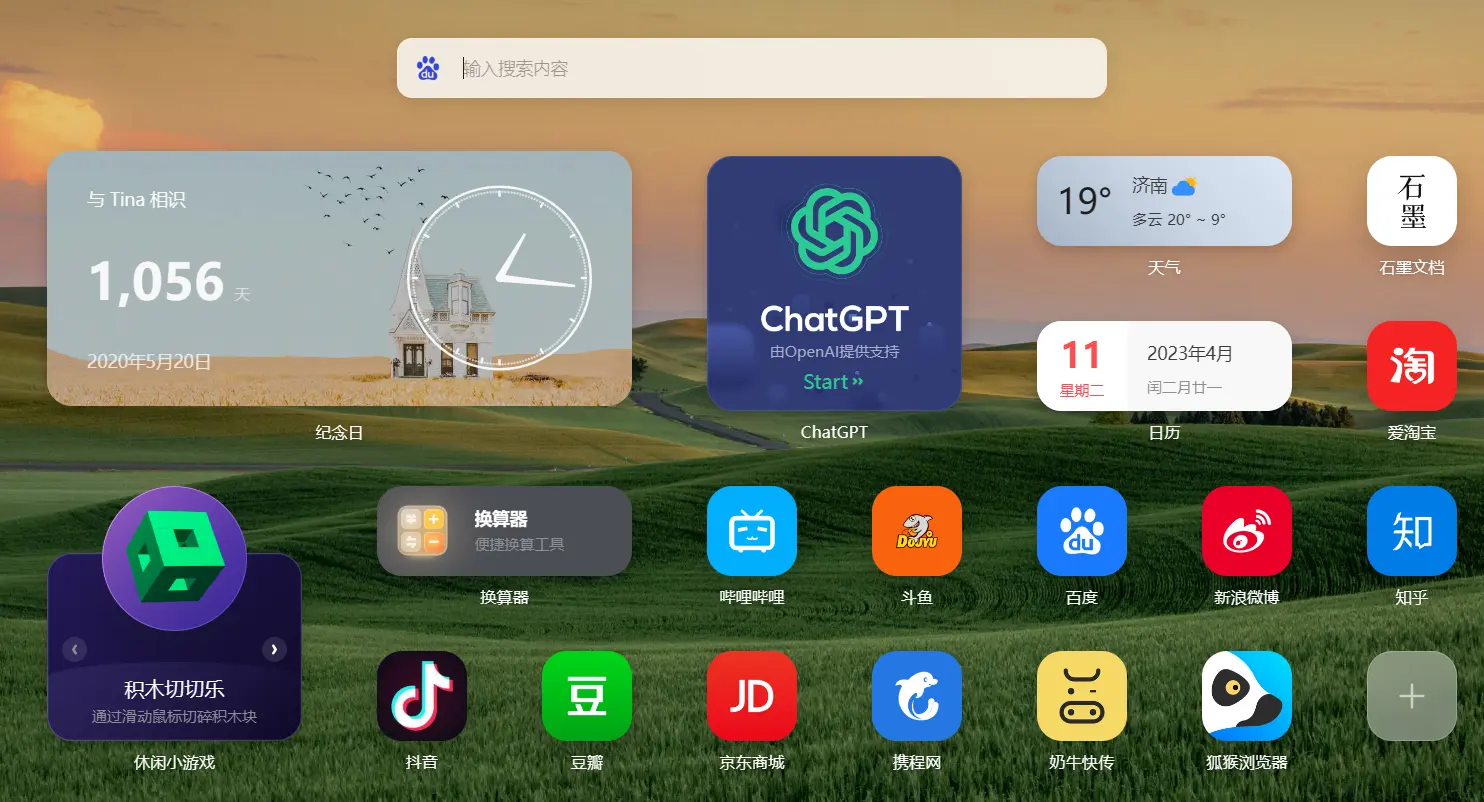 du
输入搜索内容
与 Tina 相识
1,056 天
2020年5月20日
纪念日
ChatGPT
由OpenAI提供支持
Start »
ChatGPT
19°
济南
多云 20° ~ 9°
天气
石墨
石墨文档
11
星期二
2023年4月
闰二月廿一
日历
淘
爱淘宝
积木切切乐
通过滑动鼠标切碎积木块
休闲小游戏
换算器
便捷换算工具
换算器
哔哩哔哩
DOUYU
斗鱼
du
百度
新浪微博
知
知乎
抖音
豆
豆瓣
JD
京东商城
携程网
奶牛快传
狐猴浏览器